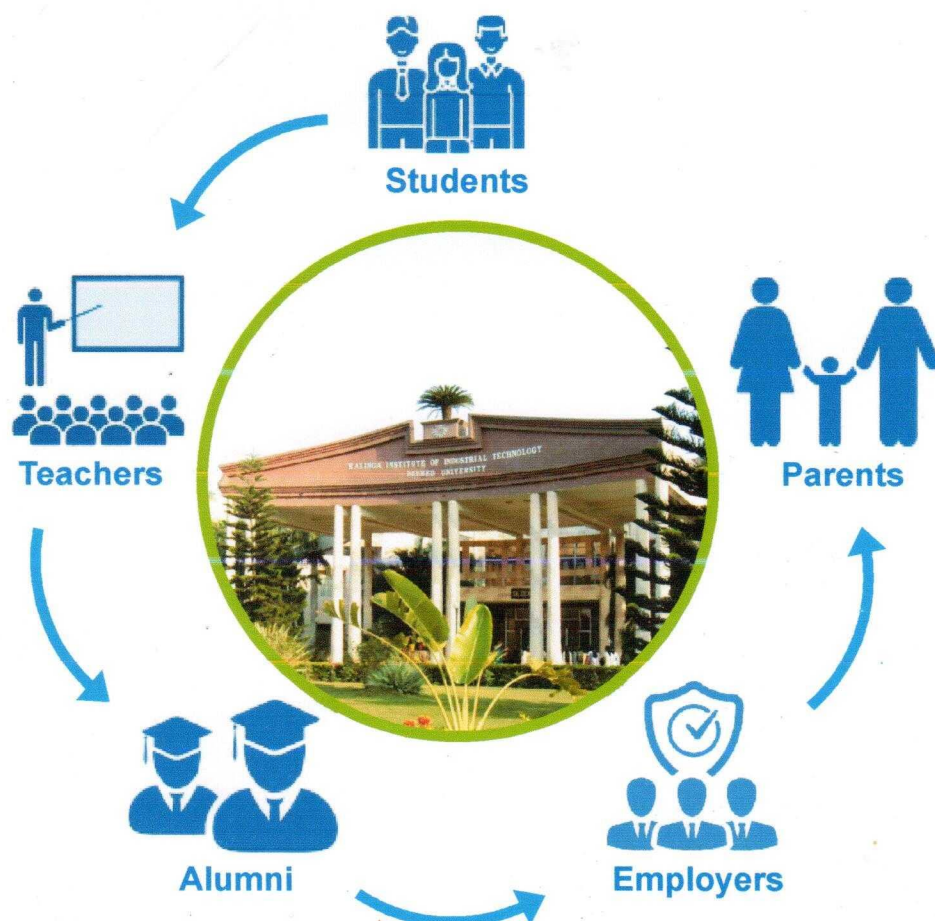 Students
KALINGA INSTITUTE OF INDUSTRIAL TECHNOLOGY
DEEMED UNIVERSITY
Teachers
Parents
Alumni
Employers